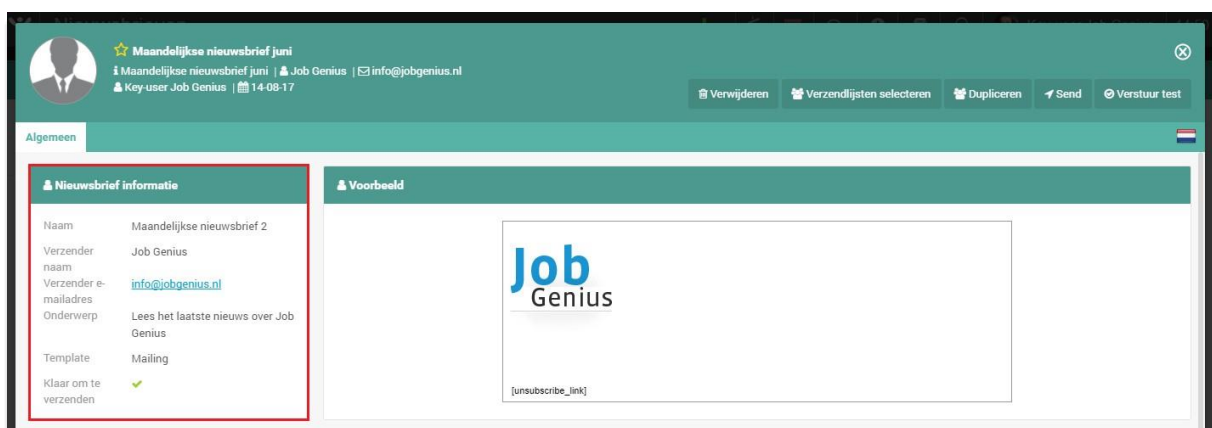 Maandelijkse nieuwsbrief juni
Maandelijkse nieuwsbrief juni | Job Genius | info@jobgenius.nl
Key-user Job Genius | 14-08-17
Verwijderen Verzendlijsten selecteren Dupliceren Send Verstuur test
Algemeen
Nieuwsbrief informatie
Naam Maandelijkse nieuwsbrief 2
Verzender Job Genius
naam
Verzender e- info@jobgenius.nl
mailadres
Onderwerp Lees het laatste nieuws over Job
Genius
Template Mailing
Klaar om te
verzenden
Voorbeeld
Job
Genius
[unsubscribe_link]